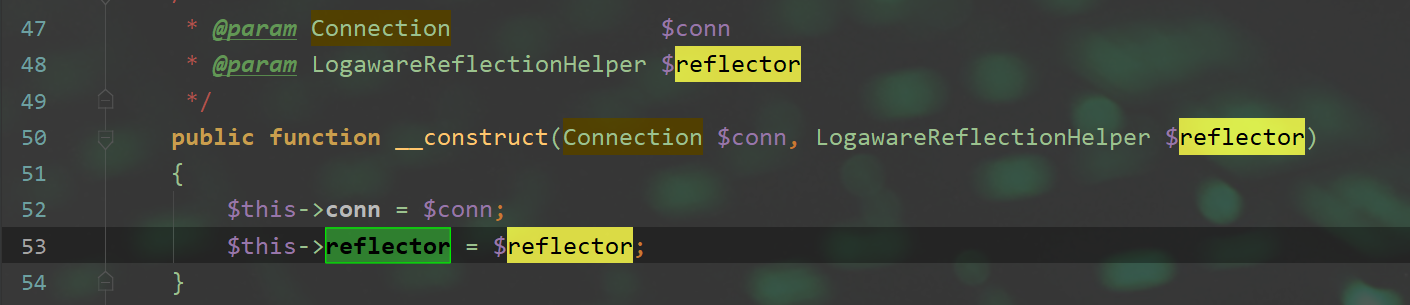 47 * @param Connection               $conn
48 * @param LogawareReflectionHelper $reflector
49 */
50 public function __construct(Connection $conn, LogawareReflectionHelper $reflector)
51 {
52     $this->conn = $conn;
53     $this->reflector = $reflector;
54 }